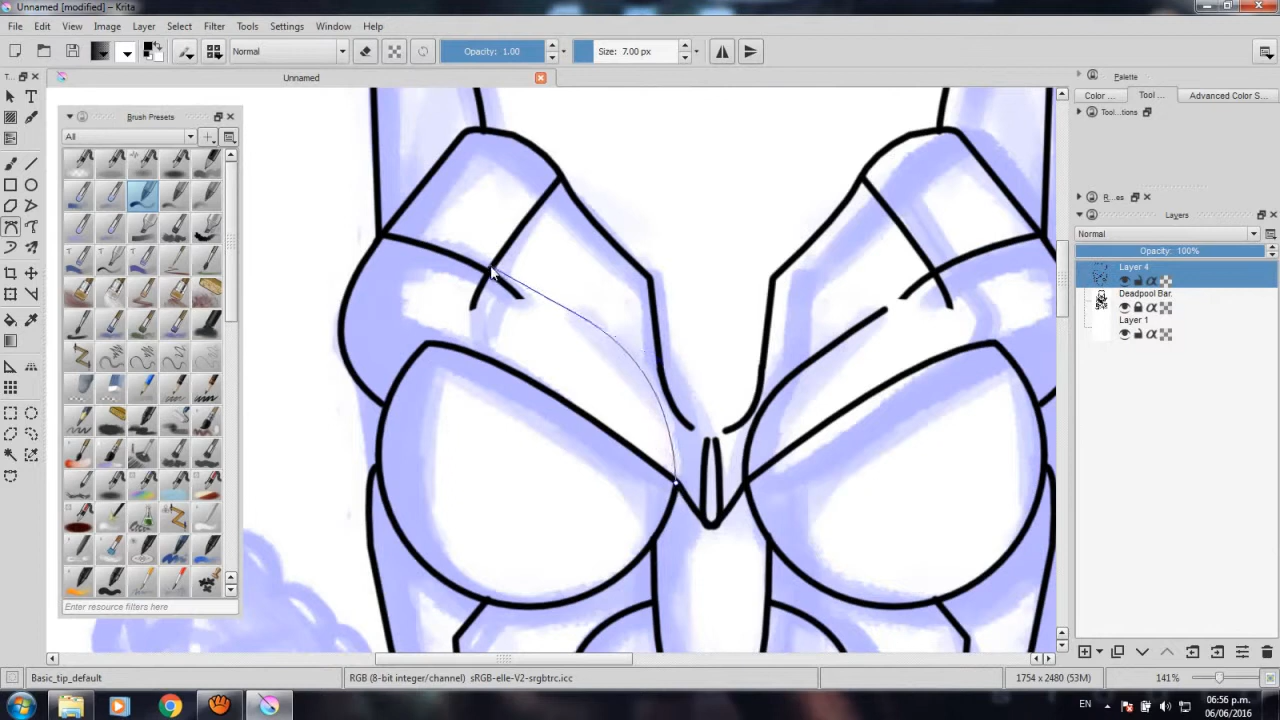 Unnamed [modified] - Krita
File Edit View Image Layer Select Filter Tools Settings Window Help
Normal Opacity: 1.00 Size: 7.00 px
T... Unnamed Palette
Color ... Tool ... Advanced Color S...
Tool...tions
Brush Presets
All
R...es
Layers
Normal
Opacity: 100%
Layer 4
Deadpool Bar.
Layer 1
Enter resource filters here
Basic_tip_default RGB (8-bit integer/channel) sRGB-elle-V2-srgbtrc.icc 1754 x 2480 (53M) 141%
EN 06:56 p.m.
06/06/2016